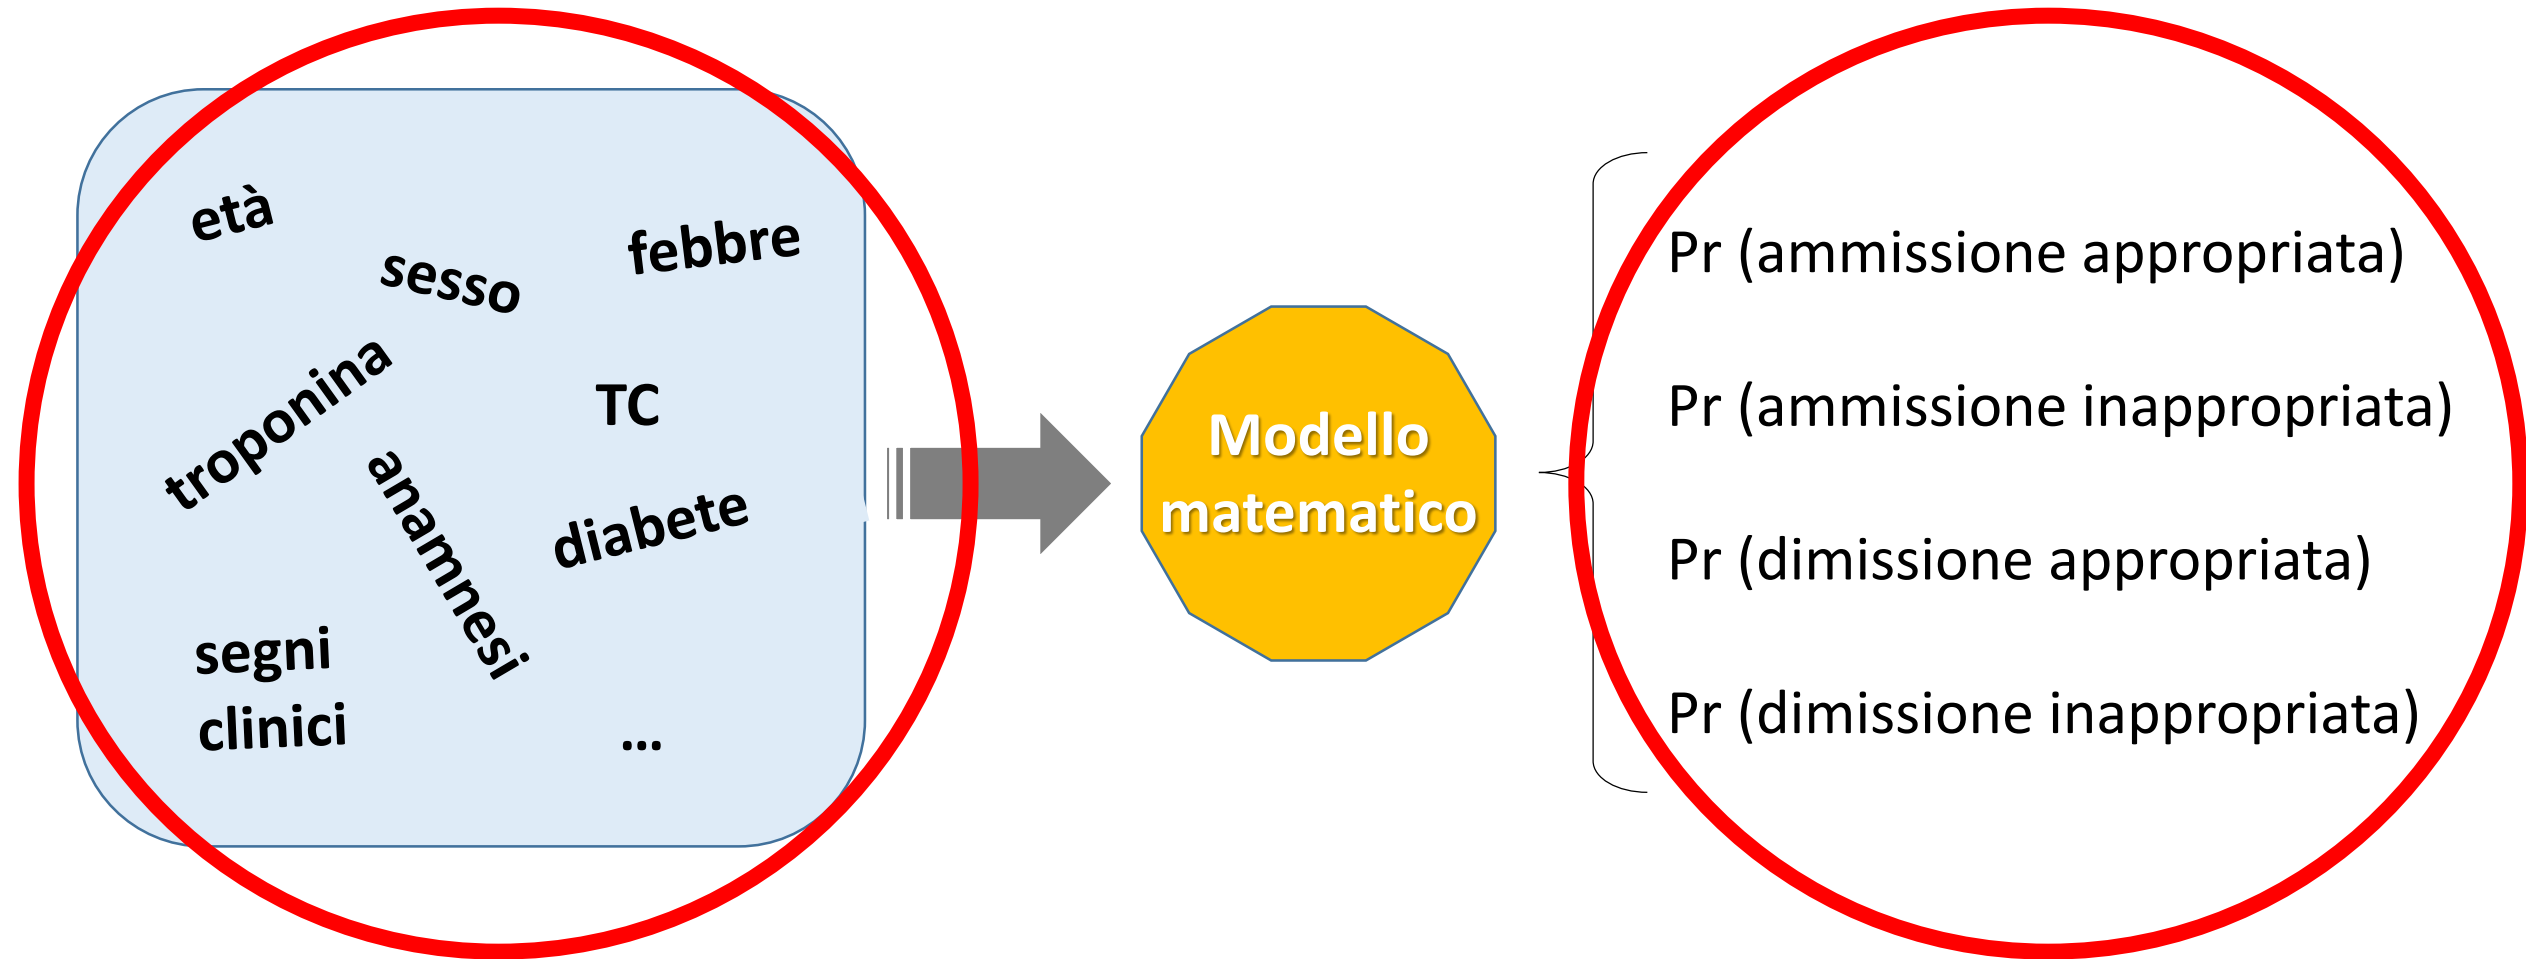 età
sesso
febbre
troponina
TC
anamnesi
diabete
segni
clinici
...
Modello
matematico
Pr (ammissione appropriata)
Pr (ammissione inappropriata)
Pr (dimissione appropriata)
Pr (dimissione inappropriata)